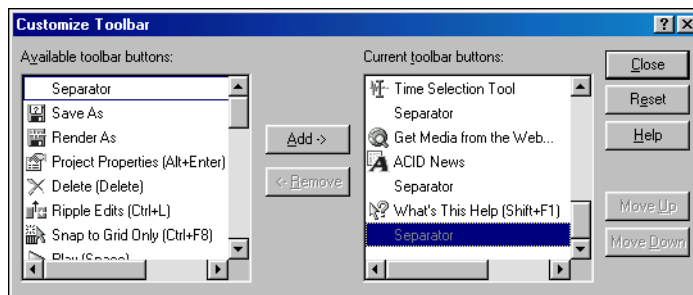 Customize Toolbar
Available toolbar buttons:
Separator
Save As
Render As
Project Properties (Alt+Enter)
Delete (Delete)
Ripple Edits (Ctrl+L)
Snap to Grid Only (Ctrl+F8)
Play (Space)
Add ->
<- Remove
Current toolbar buttons:
Time Selection Tool
Separator
Get Media from the Web...
ACID News
Separator
What's This Help (Shift+F1)
Separator
Close
Reset
Help
Move Up
Move Down